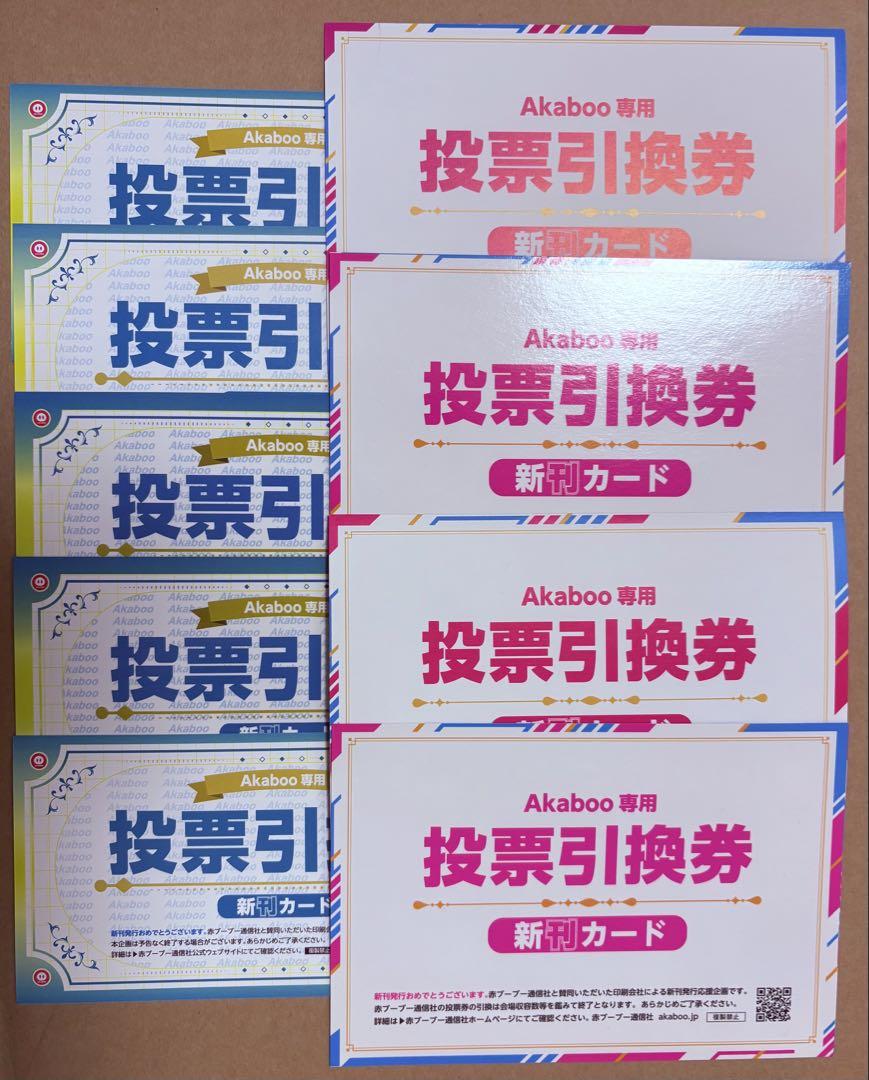 Akaboo 専用
投票引
Akaboo 専用
投票引
Akaboo 専用
投票引
Akaboo 専用
投票引
新刊カー
Akaboo 専用
投票引
新刊カード
新刊発行おめでとうございます。赤ブーブー通信社と賛同いただいた印刷会
本企画は予告なく終了する場合がございます。あらかじめご了承ください。
詳細は▶赤ブーブー通信社公式ウェブサイトにてご確認ください。 複製禁止
Akaboo 専用
投票引換券
新刊カード
Akaboo 専用
投票引換券
新刊カード
Akaboo 専用
投票引換券
新刊カード
Akaboo 専用
投票引換券
新刊カード
新刊発行おめでとうございます。赤ブーブー通信社と賛同いただいた印刷会社による新刊発行応援企画です。
赤ブーブー通信社の投票券の引換は会場収容数等を鑑みて終了となります。 あらかじめご了承ください。
詳細は▶赤ブーブー通信社ホームページにてご確認ください。赤ブーブー通信社 akaboo.jp 複製禁止